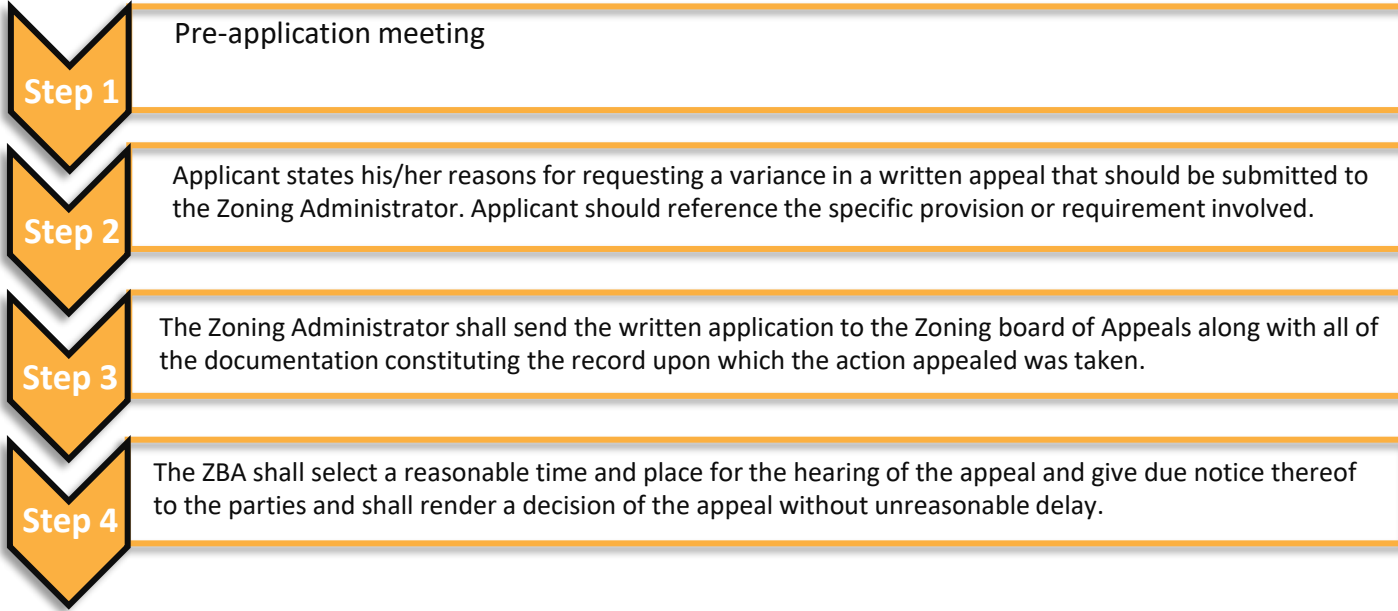 Step 1
Pre-application meeting
Step 2
Applicant states his/her reasons for requesting a variance in a written appeal that should be submitted to
the Zoning Administrator. Applicant should reference the specific provision or requirement involved.
Step 3
The Zoning Administrator shall send the written application to the Zoning board of Appeals along with all of
the documentation constituting the record upon which the action appealed was taken.
Step 4
The ZBA shall select a reasonable time and place for the hearing of the appeal and give due notice thereof
to the parties and shall render a decision of the appeal without unreasonable delay.